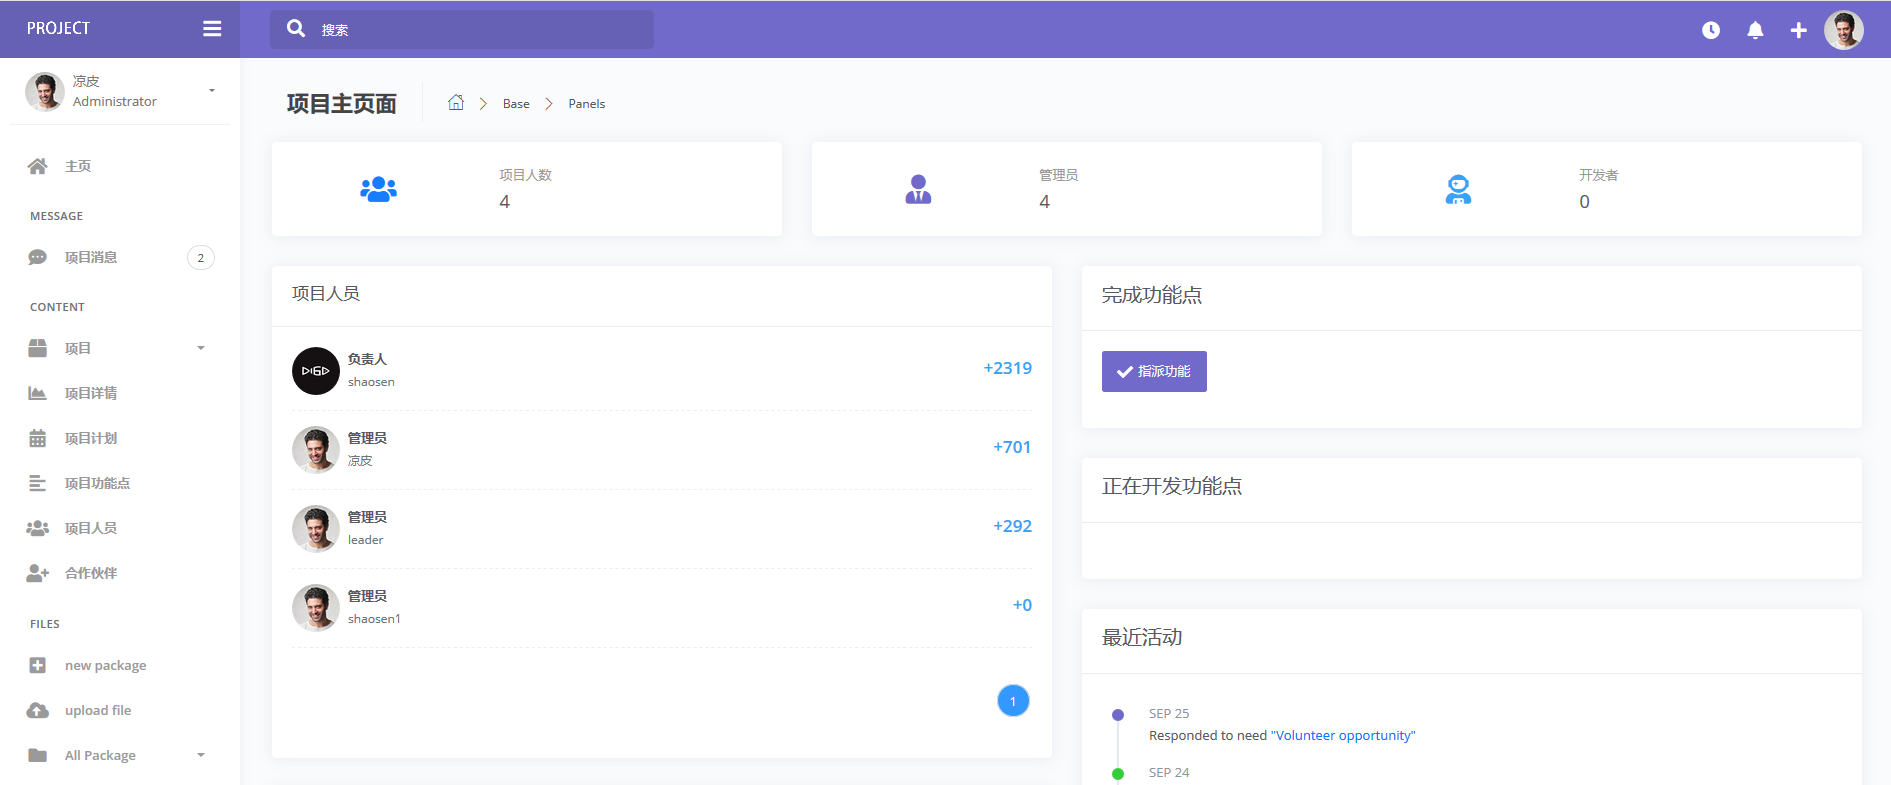 PROJECT
搜索
凉皮
Administrator
主页
MESSAGE
项目消息
2
CONTENT
项目
项目详情
项目计划
项目功能点
项目人员
合作伙伴
FILES
new package
upload file
All Package
项目主页面
Base
Panels
项目人数
4
管理员
4
开发者
0
项目人员
DIGD
负责人
shaosen
+2319
管理员
凉皮
+701
管理员
leader
+292
管理员
shaosen1
+0
1
完成功能点
指派功能
正在开发功能点
最近活动
SEP 25
Responded to need "Volunteer opportunity"
SEP 24